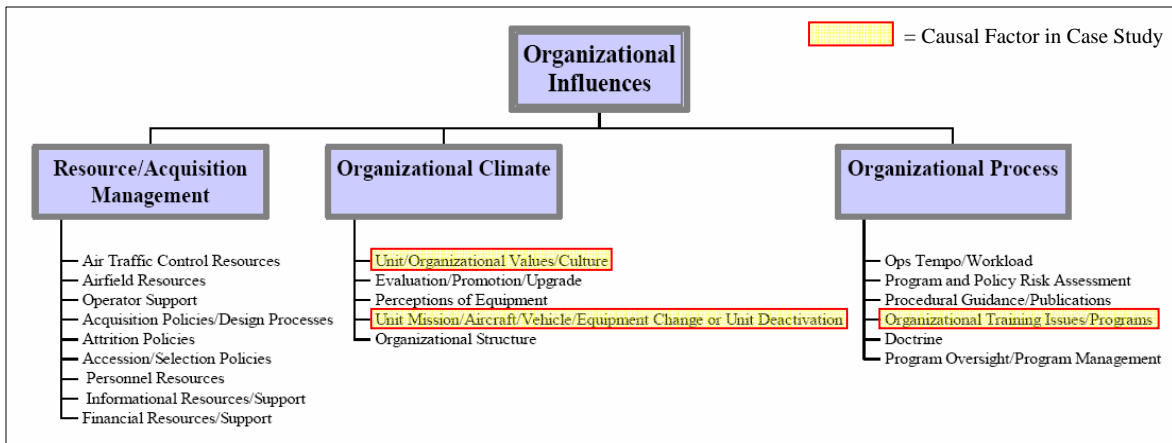 = Causal Factor in Case Study
Organizational
Influences
Resource/Acquisition
Management
Air Traffic Control Resources
Airfield Resources
Operator Support
Acquisition Policies/Design Processes
Attrition Policies
Accession/Selection Policies
Personnel Resources
Informational Resources/Support
Financial Resources/Support
Organizational Climate
Unit/Organizational Values/Culture
Evaluation/Promotion/Upgrade
Perceptions of Equipment
Unit Mission/Aircraft/Vehicle/Equipment Change or Unit Deactivation
Organizational Structure
Organizational Process
Ops Tempo/Workload
Program and Policy Risk Assessment
Procedural Guidance/Publications
Organizational Training Issues/Programs
Doctrine
Program Oversight/Program Management